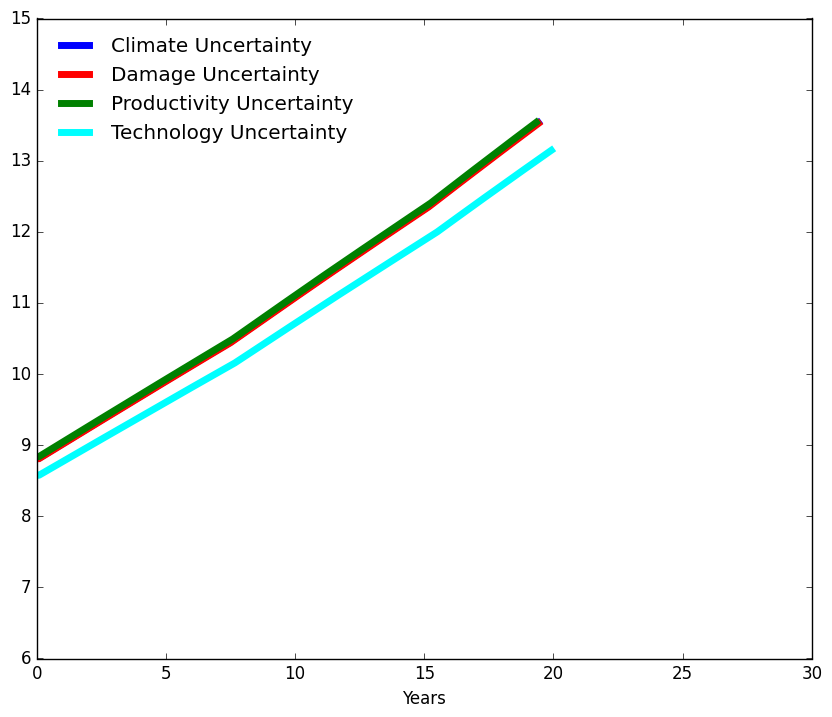 15
Climate Uncertainty
Damage Uncertainty
14
Productivity Uncertainty
Technology Uncertainty
13
12
11
10
9
8
7
6
0 5 10 15 20 25 30
Years